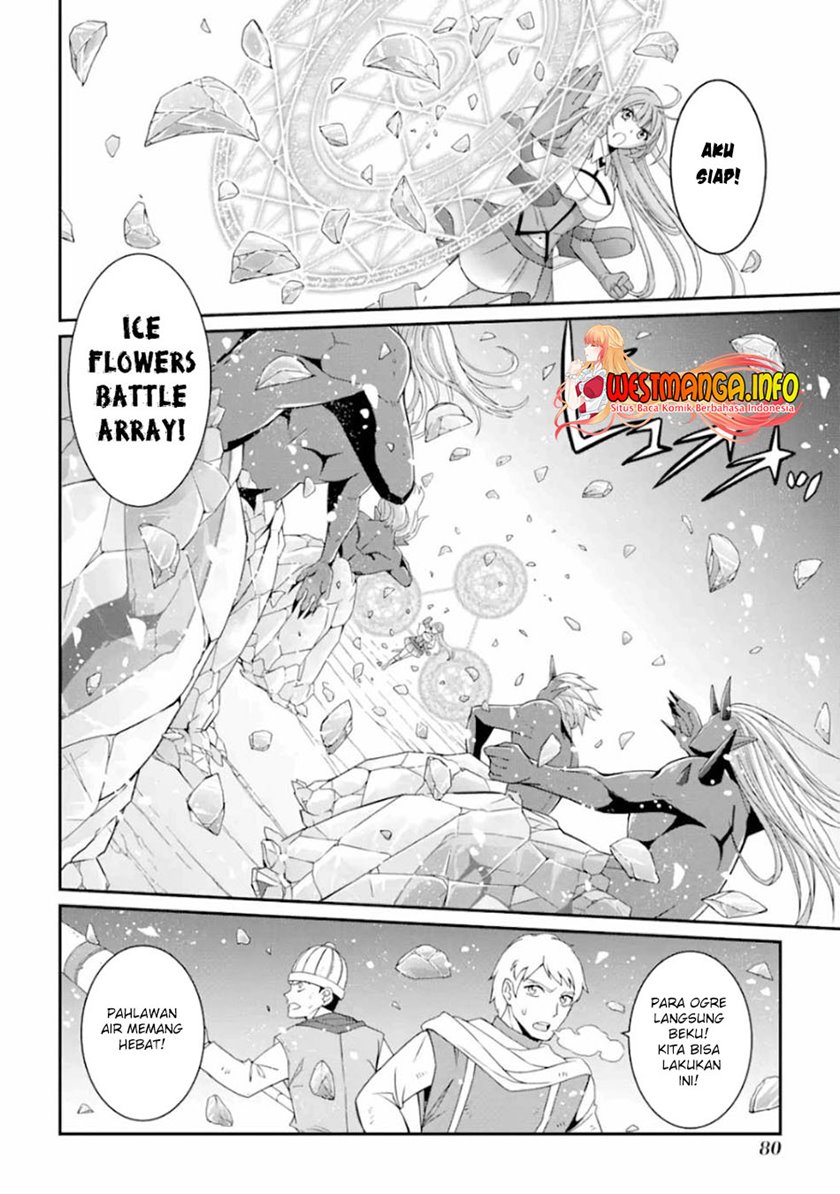 AKU
SIAP!
ICE
FLOWERS
BATTLE
ARRAY!
WESTMANGA.INFO
Situs Baca Komik Berbahasa Indonesia
PARA OGRE
LANGSUNG
BEKU!
KITA BISA
LAKUKAN
INI!
PAHLAWAN
AIR MEMANG
HEBAT!
80